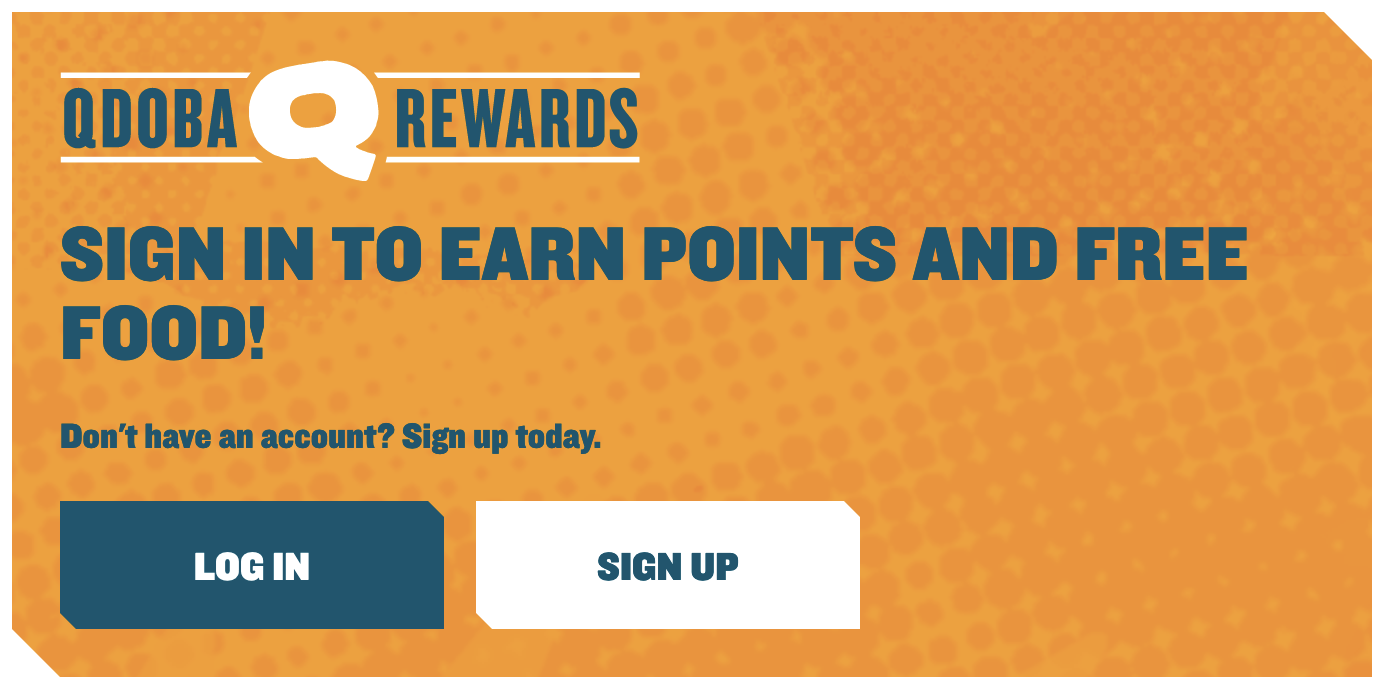 QDOBA Q REWARDS
SIGN IN TO EARN POINTS AND FREE
FOOD!
Don't have an account? Sign up today.
LOG IN
SIGN UP